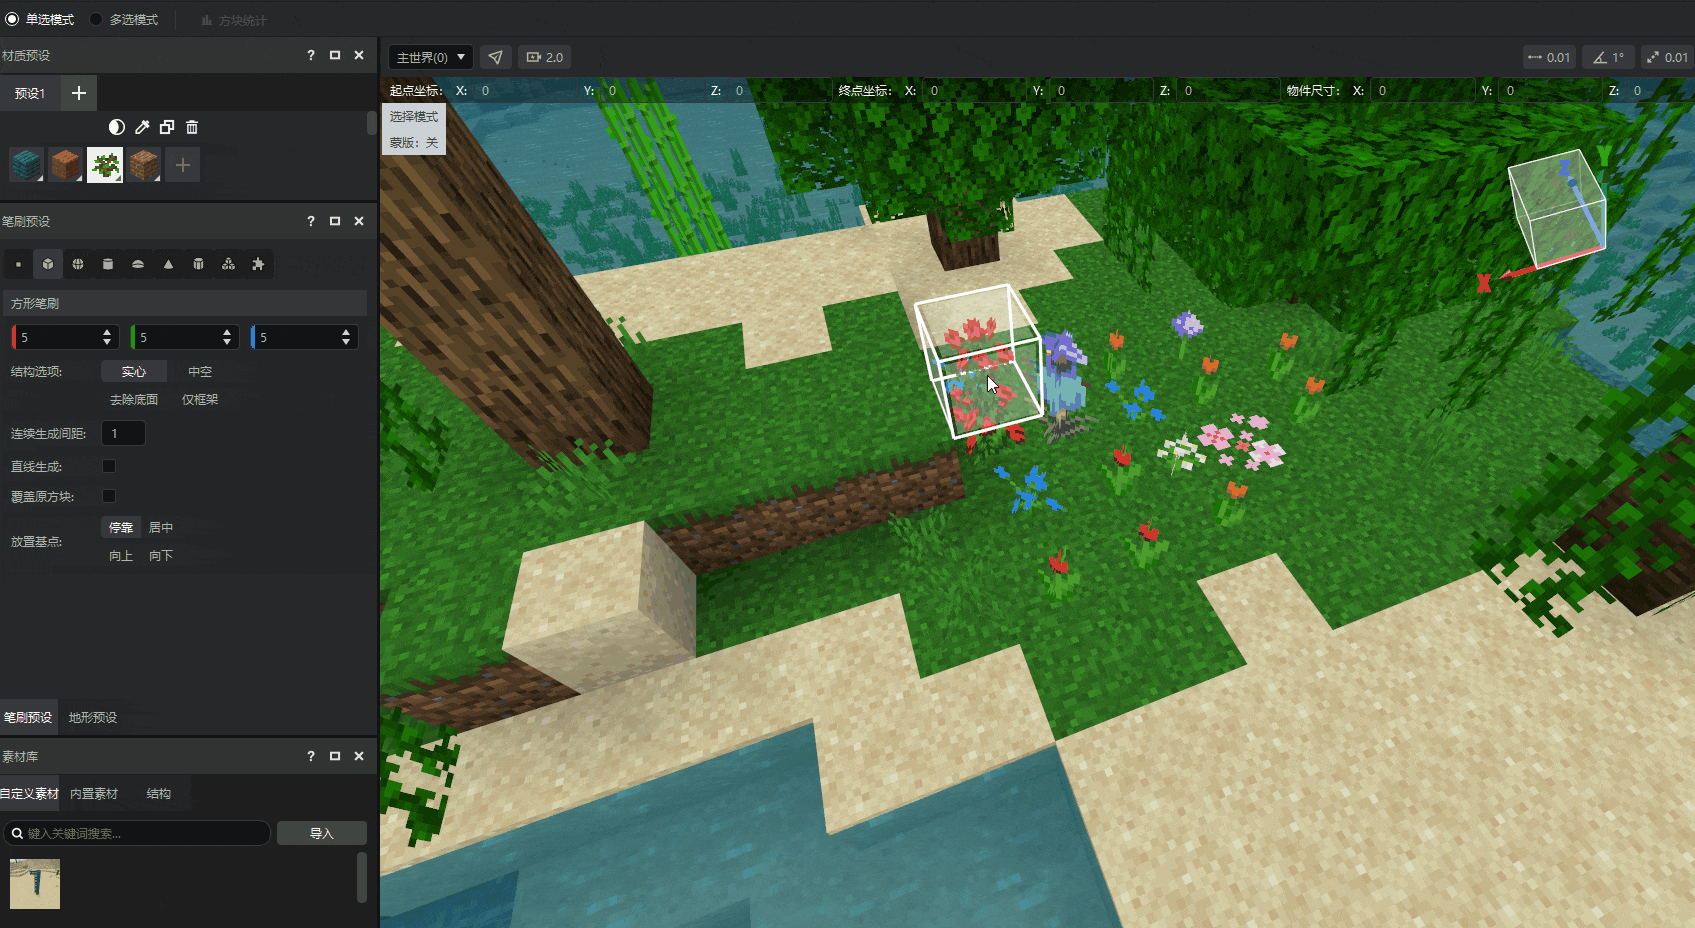 单选模式 多选模式 方块统计
材质预设 ?
预设1
笔刷预设 ?
方形笔刷
5 5 5
结构选项: 实心 中空
去除底面 仅框架
连续生成间距: 1
直线生成:
覆盖原方块:
放置基点: 停靠 居中
向上 向下
笔刷预设 地形预设
素材库 ?
自定义素材 内置素材 结构
键入关键词搜索... 导入
主世界(0) 2.0 0.01 1° 0.01
起点坐标: X: 0 Y: 0 Z: 0 终点坐标: X: 0 Y: 0 Z: 0 物件尺寸: X: 0 Y: 0 Z: 0
选择模式
蒙版: 关
Y
Z
X